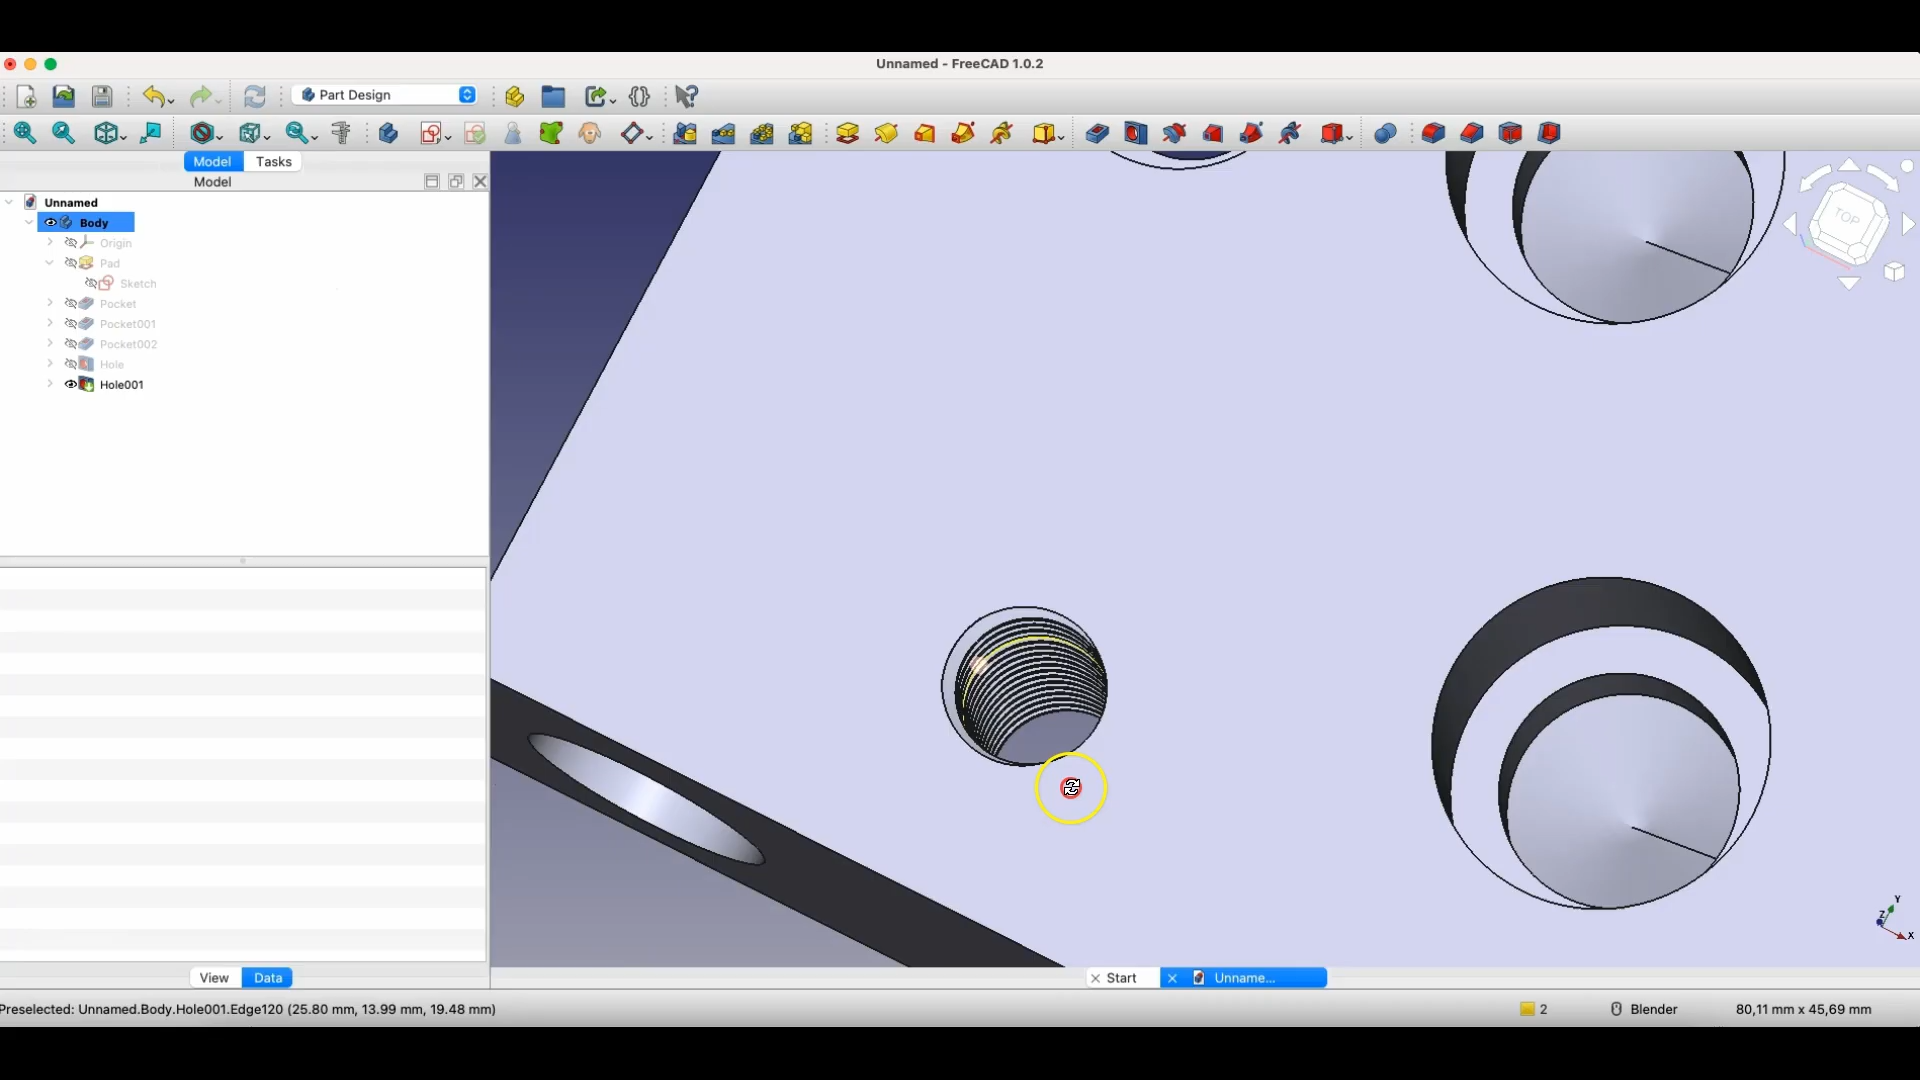 Unnamed - FreeCAD 1.0.2
Part Design
Model
Tasks
Model
Unnamed
Body
Origin
Pad
Sketch
Pocket
Pocket001
Pocket002
Hole
Hole001
TOP
Y
Z
X
View
Data
Start
Unname...
Preselected: Unnamed.Body.Hole001.Edge120 (25.80 mm, 13.99 mm, 19.48 mm)
2
Blender
80,11 mm x 45,69 mm